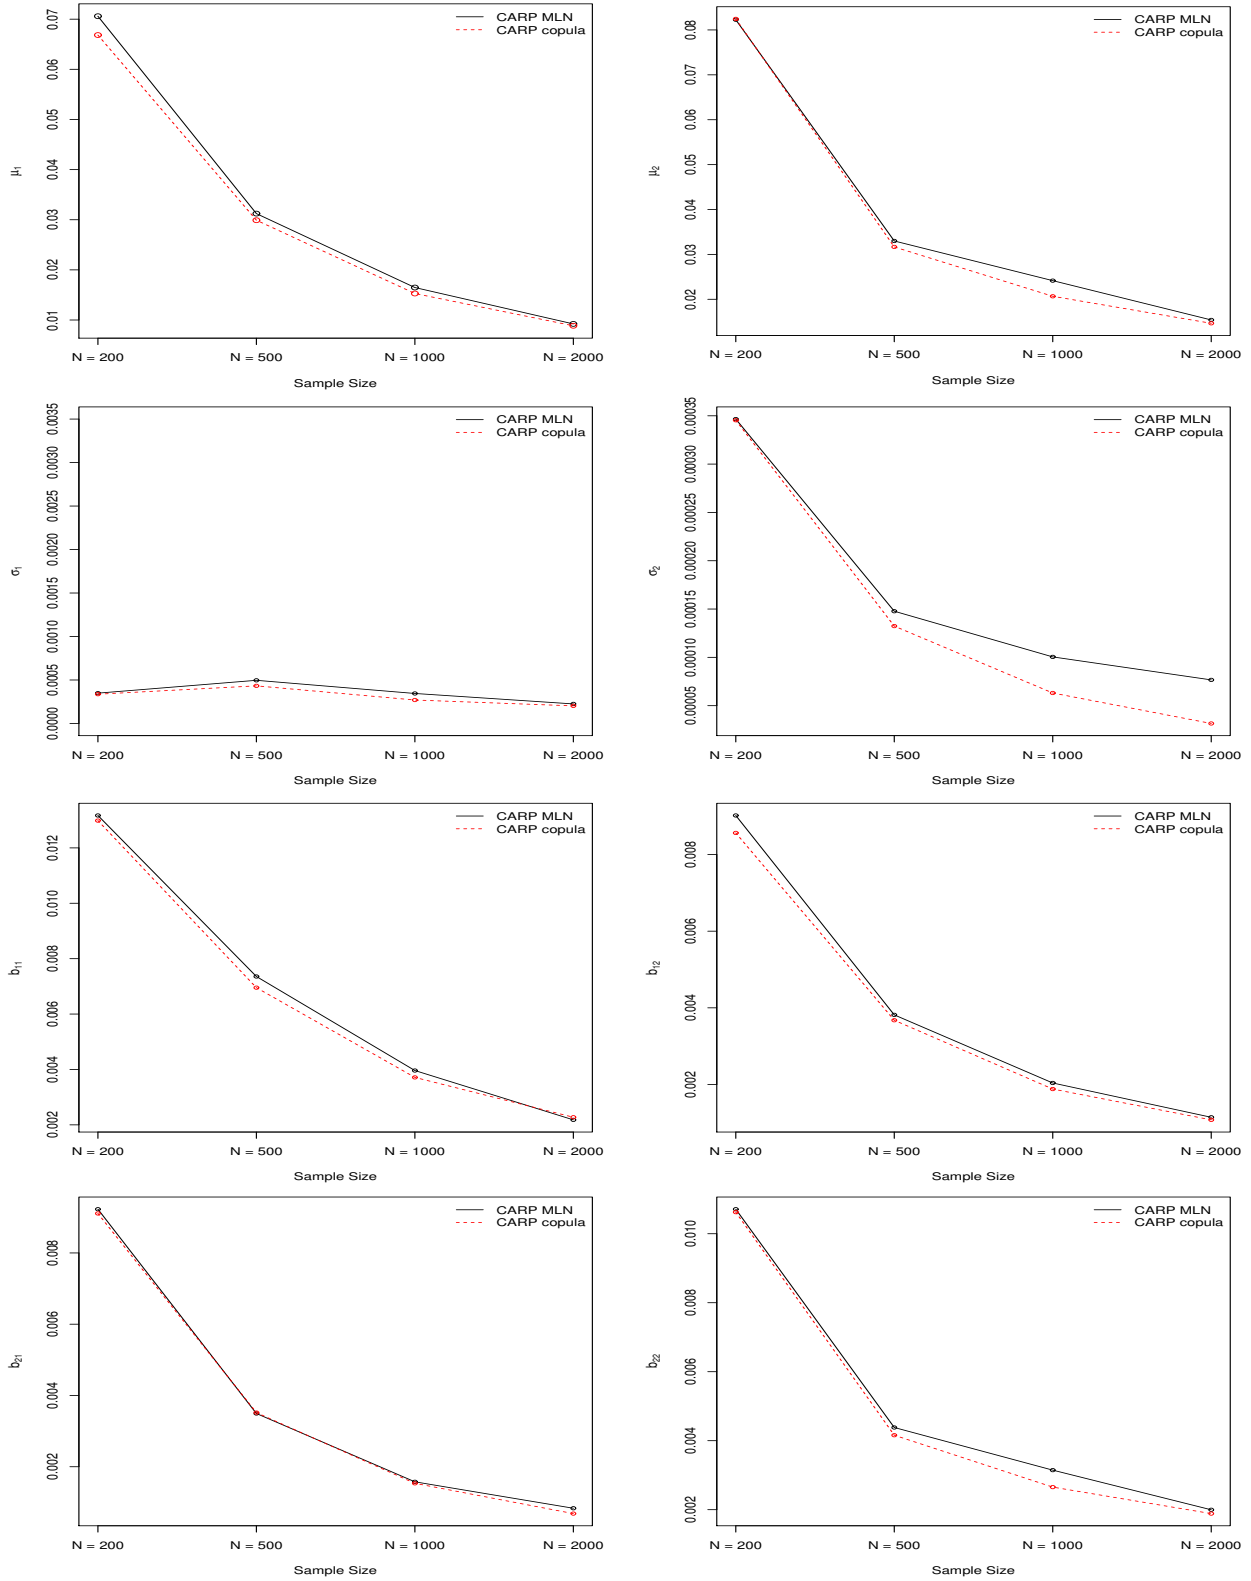 CARP MLN
CARP copula
0.07
0.06
0.05
0.04
0.03
0.02
0.01
μ1
N = 200 N = 500 N = 1000 N = 2000
Sample Size
CARP MLN
CARP copula
0.08
0.07
0.06
0.05
0.04
0.03
0.02
μ2
N = 200 N = 500 N = 1000 N = 2000
Sample Size
CARP MLN
CARP copula
0.0035
0.0030
0.0025
0.0020
0.0015
0.0010
0.0005
0.0000
σ1
N = 200 N = 500 N = 1000 N = 2000
Sample Size
CARP MLN
CARP copula
0.00035
0.00030
0.00025
0.00020
0.00015
0.00010
0.00005
σ2
N = 200 N = 500 N = 1000 N = 2000
Sample Size
CARP MLN
CARP copula
0.012
0.010
0.008
0.006
0.004
0.002
b11
N = 200 N = 500 N = 1000 N = 2000
Sample Size
CARP MLN
CARP copula
0.008
0.006
0.004
0.002
b12
N = 200 N = 500 N = 1000 N = 2000
Sample Size
CARP MLN
CARP copula
0.008
0.006
0.004
0.002
b21
N = 200 N = 500 N = 1000 N = 2000
Sample Size
CARP MLN
CARP copula
0.010
0.008
0.006
0.004
0.002
b22
N = 200 N = 500 N = 1000 N = 2000
Sample Size